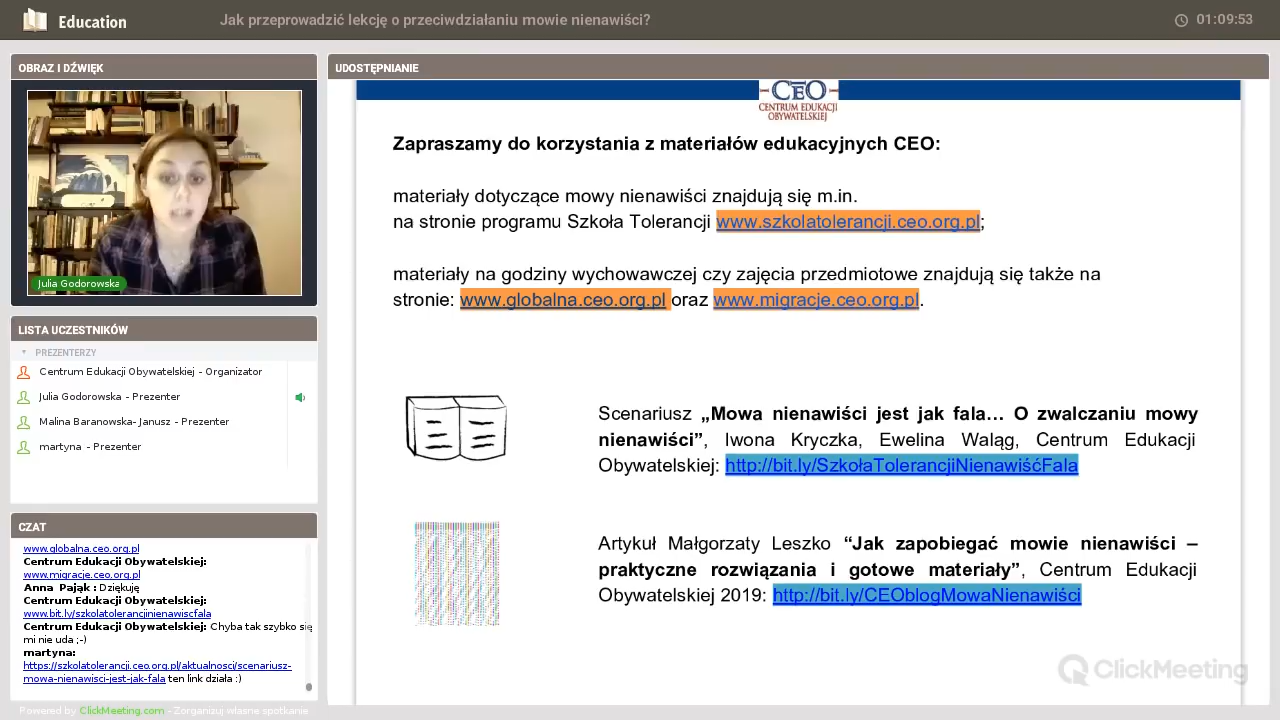 Education
Jak przeprowadzić lekcję o przeciwdziałaniu mowie nienawiści?
01:09:53
OBRAZ I DŹWIĘK
Julia Godorowska
LISTA UCZESTNIKÓW
PREZENTERZY
Centrum Edukacji Obywatelskiej - Organizator
Julia Godorowska - Prezenter
Malina Baranowska- Janusz - Prezenter
martyna - Prezenter
CZAT
www.globalna.ceo.org.pl
Centrum Edukacji Obywatelskiej:
www.migracje.ceo.org.pl
Anna Pająk : Dziękuję
Centrum Edukacji Obywatelskiej:
www.bit.ly/szkolatolerancjinienawiscfala
Centrum Edukacji Obywatelskiej: Chyba tak szybko się
mi nie uda ;-)
martyna:
https://szkolatolerancji.ceo.org.pl/aktualnosci/scenariusz-
mowa-nienawisci-jest-jak-fala ten link działa :)
Powered by ClickMeeting.com - Zorganizuj własne spotkanie
UDOSTĘPNIANIE
CEO
CENTRUM EDUKACJI
OBYWATELSKIEJ
Zapraszamy do korzystania z materiałów edukacyjnych CEO:
materiały dotyczące mowy nienawiści znajdują się m.in.
na stronie programu Szkoła Tolerancji www.szkolatolerancji.ceo.org.pl;
materiały na godziny wychowawczej czy zajęcia przedmiotowe znajdują się także na
stronie: www.globalna.ceo.org.pl oraz www.migracje.ceo.org.pl.
Scenariusz „Mowa nienawiści jest jak fala… O zwalczaniu mowy
nienawiści”, Iwona Kryczka, Ewelina Waląg, Centrum Edukacji
Obywatelskiej: http://bit.ly/SzkołaTolerancjiNienawiśćFala
Artykuł Małgorzaty Leszko “Jak zapobiegać mowie nienawiści –
praktyczne rozwiązania i gotowe materiały”, Centrum Edukacji
Obywatelskiej 2019: http://bit.ly/CEOblogMowaNienawiści
ClickMeeting